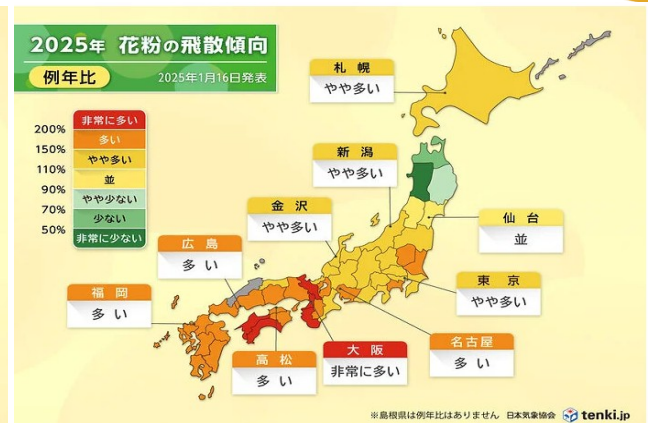 2025年 花粉の飛散傾向
例年比
2025年1月16日発表
非常に多い
200%
多い
150%
やや多い
110%
並
90%
やや少ない
70%
少ない
50%
非常に少ない
札幌
やや多い
新潟
やや多い
金沢
やや多い
仙台
並
広島
多い
東京
やや多い
福岡
多い
名古屋
多い
高松
多い
大阪
非常に多い
※島根県は例年比はありません 日本気象協会 tenki.jp